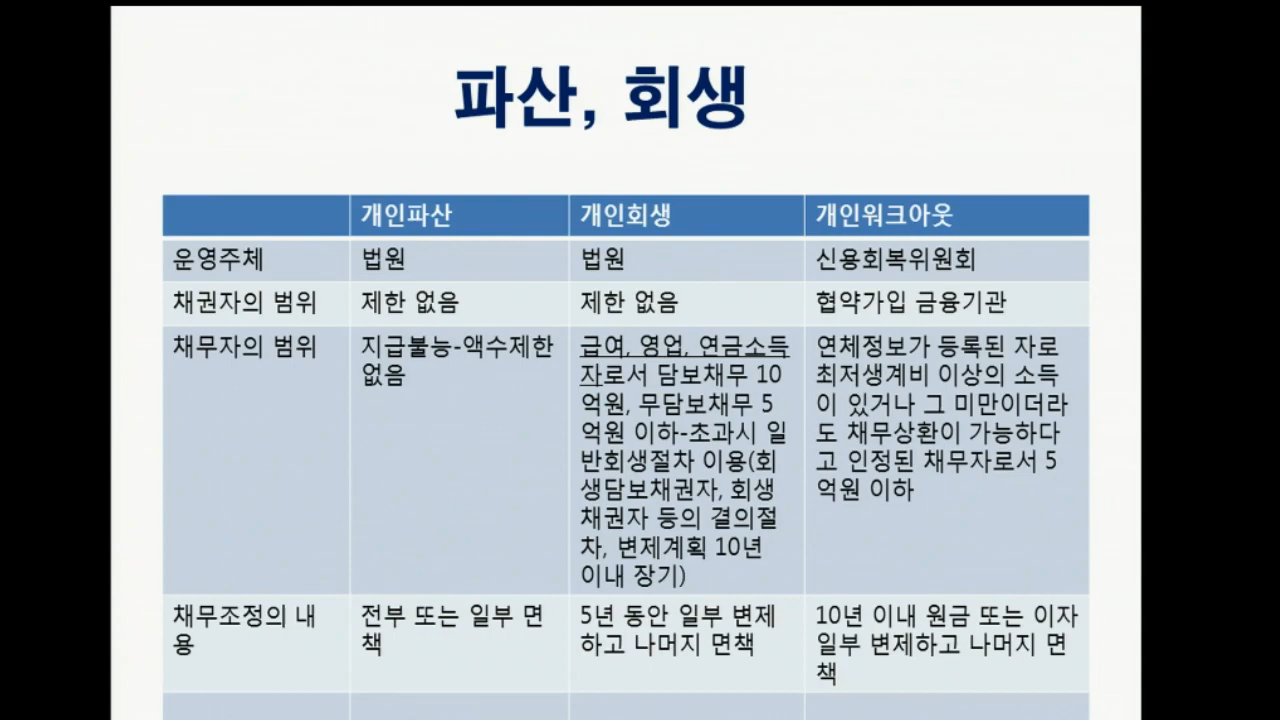 파산, 회생
개인파산
개인회생
개인워크아웃
운영주체
법원
법원
신용회복위원회
채권자의 범위
제한 없음
제한 없음
협약가입 금융기관
채무자의 범위
지급불능-액수제한
없음
급여, 영업, 연금소득
자로서 담보채무 10
억원, 무담보채무 5
억원 이하-초과시 일
반회생절차 이용(회
생담보채권자, 회생
채권자 등의 결의절
차, 변제계획 10년
이내 장기)
연체정보가 등록된 자로
최저생계비 이상의 소득
이 있거나 그 미만이더라
도 채무상환이 가능하다
고 인정된 채무자로서 5
억원 이하
채무조정의 내
용
전부 또는 일부 면
책
5년 동안 일부 변제
하고 나머지 면책
10년 이내 원금 또는 이자
일부 변제하고 나머지 면
책